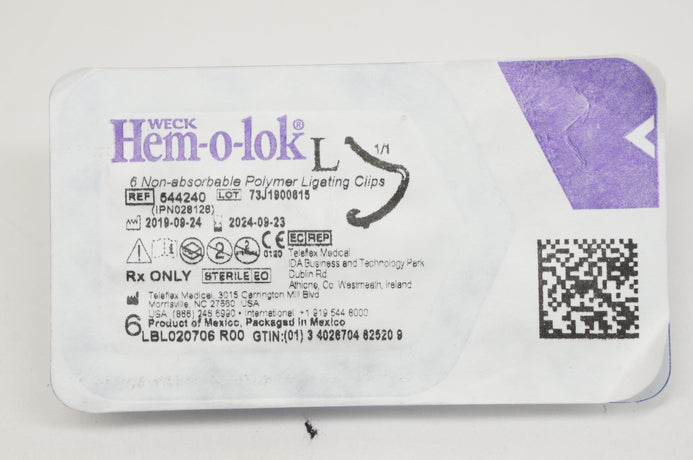 WECK
Hem-o-lok® L 1/1
6 Non-absorbable Polymer Ligating Clips
REF 544240 LOT 73J1900815
(IPN028128)
2019-09-24 2024-09-23
CE 0120 EC REP
Teleflex Medical
IDA Business and Technology Park
Dublin Rd.
Athlone, Co. Westmeath, Ireland
Rx ONLY STERILE EO
Teleflex Medical, 3015 Carrington Mill Blvd
Morrisville, NC 27560 USA
USA: (866) 246 6990 • International: +1 919 544 8000
6 Product of Mexico, Packaged in Mexico
LBL020706 R00 GTIN:(01) 3 4026704 62520 9